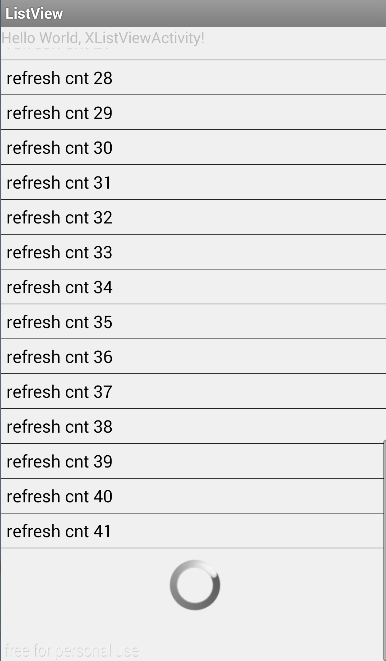 ListView
Hello World, XListViewActivity!
refresh cnt 28
refresh cnt 29
refresh cnt 30
refresh cnt 31
refresh cnt 32
refresh cnt 33
refresh cnt 34
refresh cnt 35
refresh cnt 36
refresh cnt 37
refresh cnt 38
refresh cnt 39
refresh cnt 40
refresh cnt 41
free for personal use